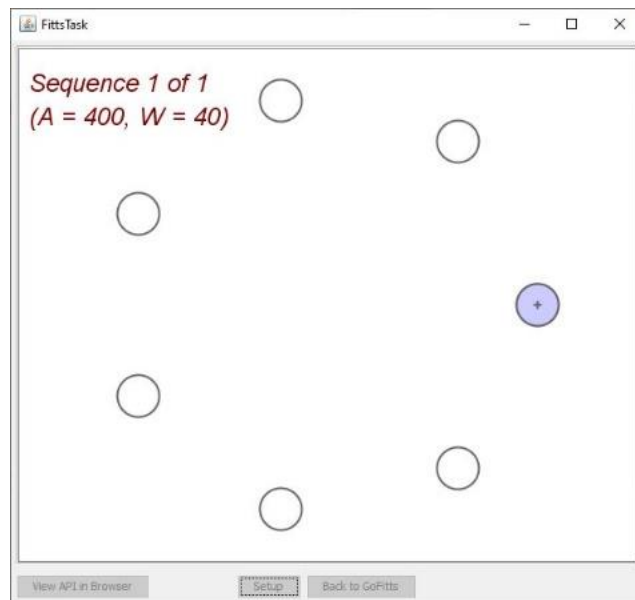 FittsTask
Sequence 1 of 1
(A = 400, W = 40)
View API in Browser
Setup
Back to GoFitts